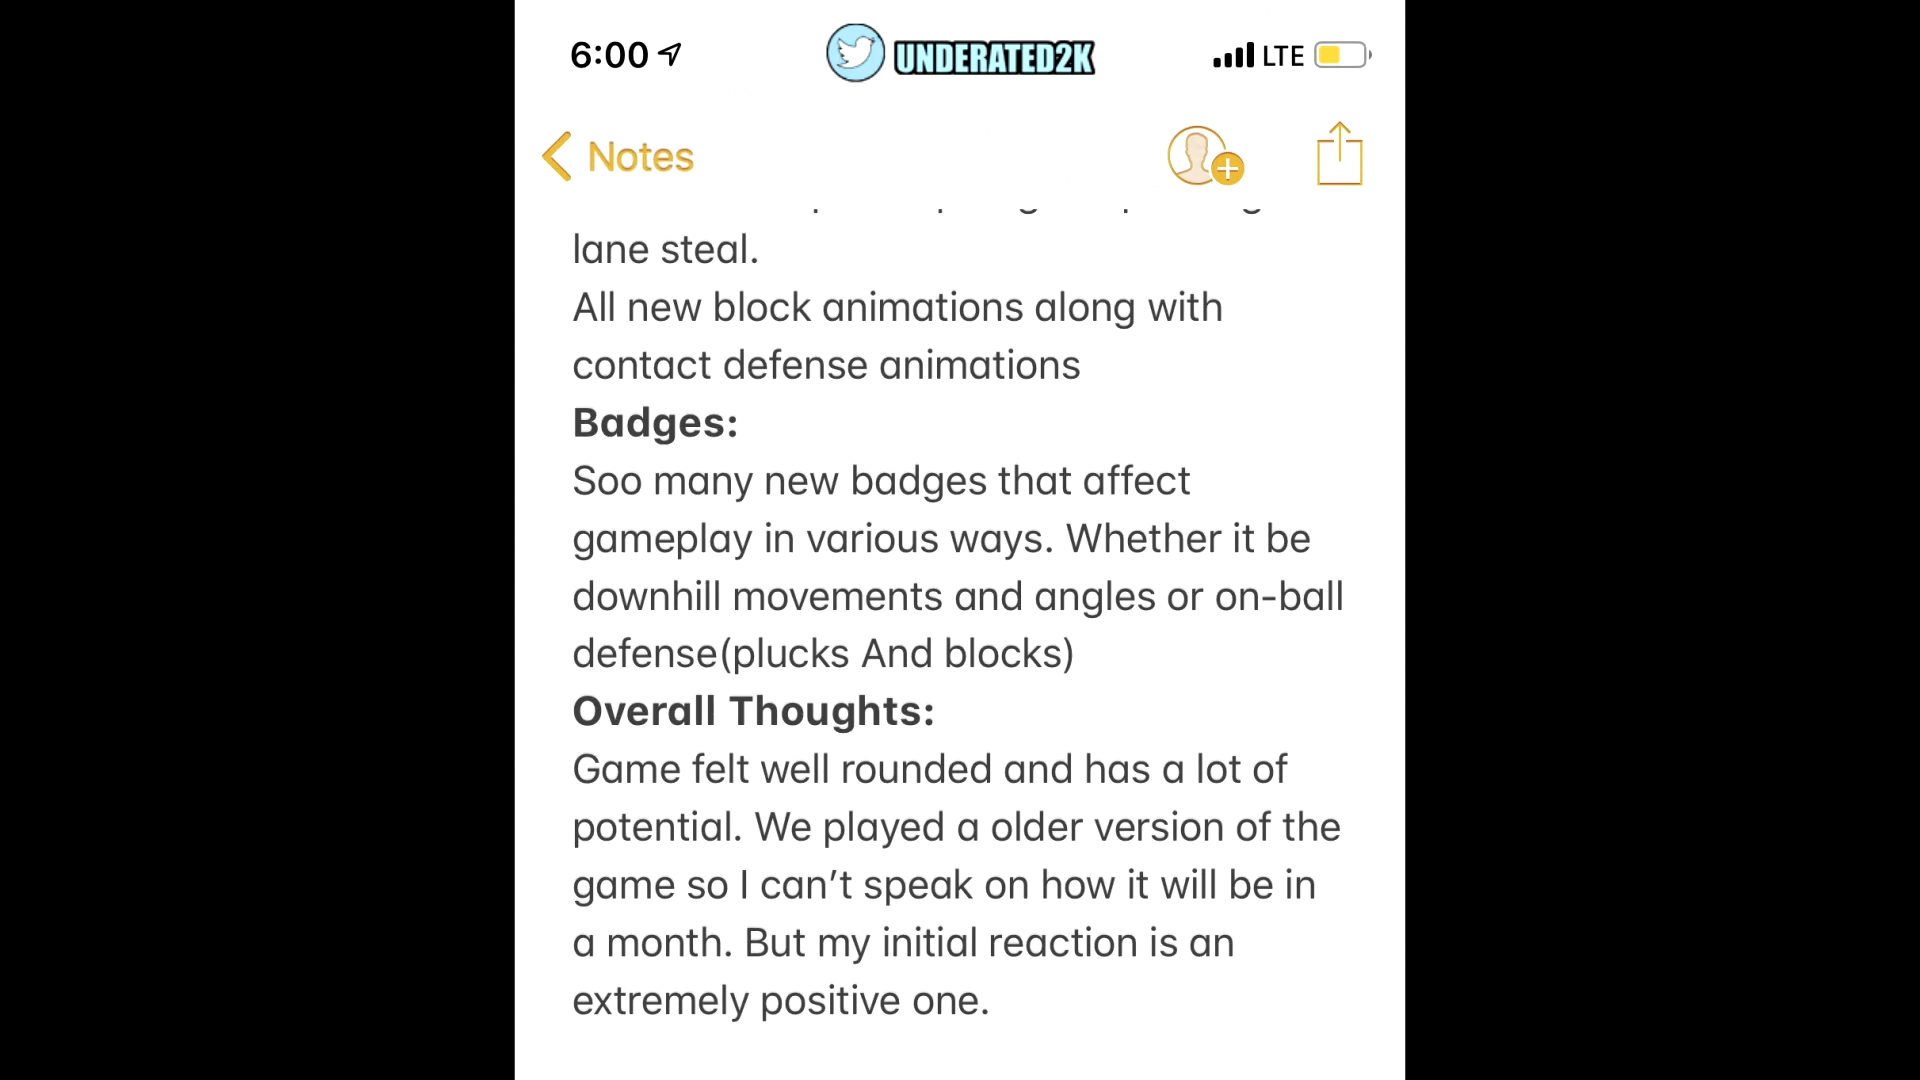 6:00
UNDERATED2K
LTE
Notes
lane steal.
All new block animations along with
contact defense animations
Badges:
Soo many new badges that affect
gameplay in various ways. Whether it be
downhill movements and angles or on-ball
defense(plucks And blocks)
Overall Thoughts:
Game felt well rounded and has a lot of
potential. We played a older version of the
game so I can’t speak on how it will be in
a month. But my initial reaction is an
extremely positive one.